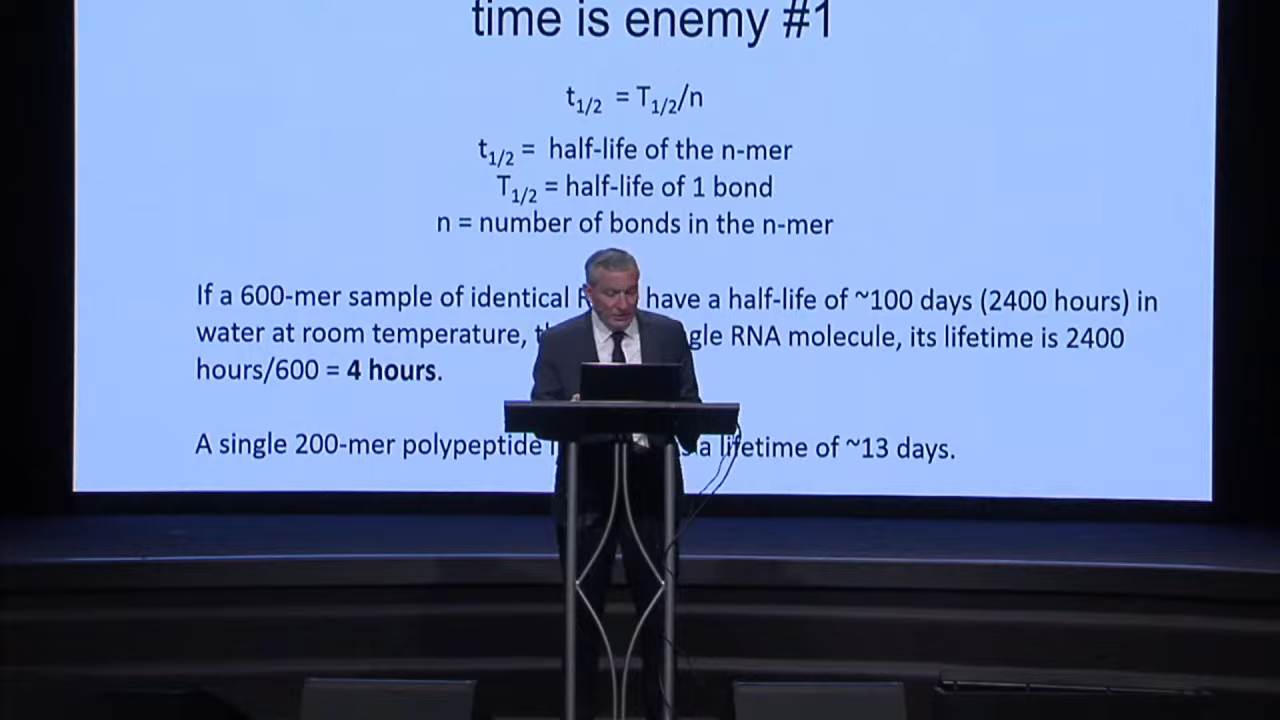 time is enemy #1
t1/2 = T1/2/n
t1/2 = half-life of the n-mer
T1/2 = half-life of 1 bond
n = number of bonds in the n-mer
If a 600-mer sample of identical have a half-life of ~100 days (2400 hours) in
water at room temperature, RNA molecule, its lifetime is 2400
hours/600 = 4 hours.
A single 200-mer polypeptide a lifetime of ~13 days.